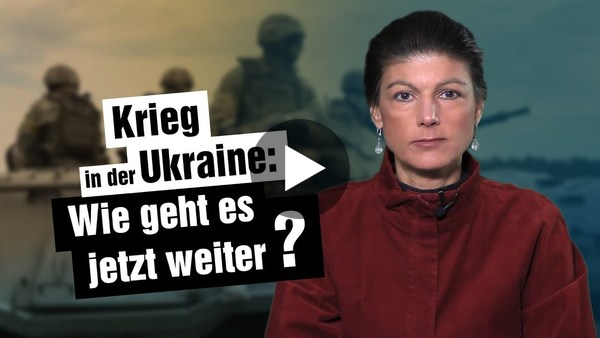 Krieg
in der Ukraine:
Wie geht es
jetzt weiter?